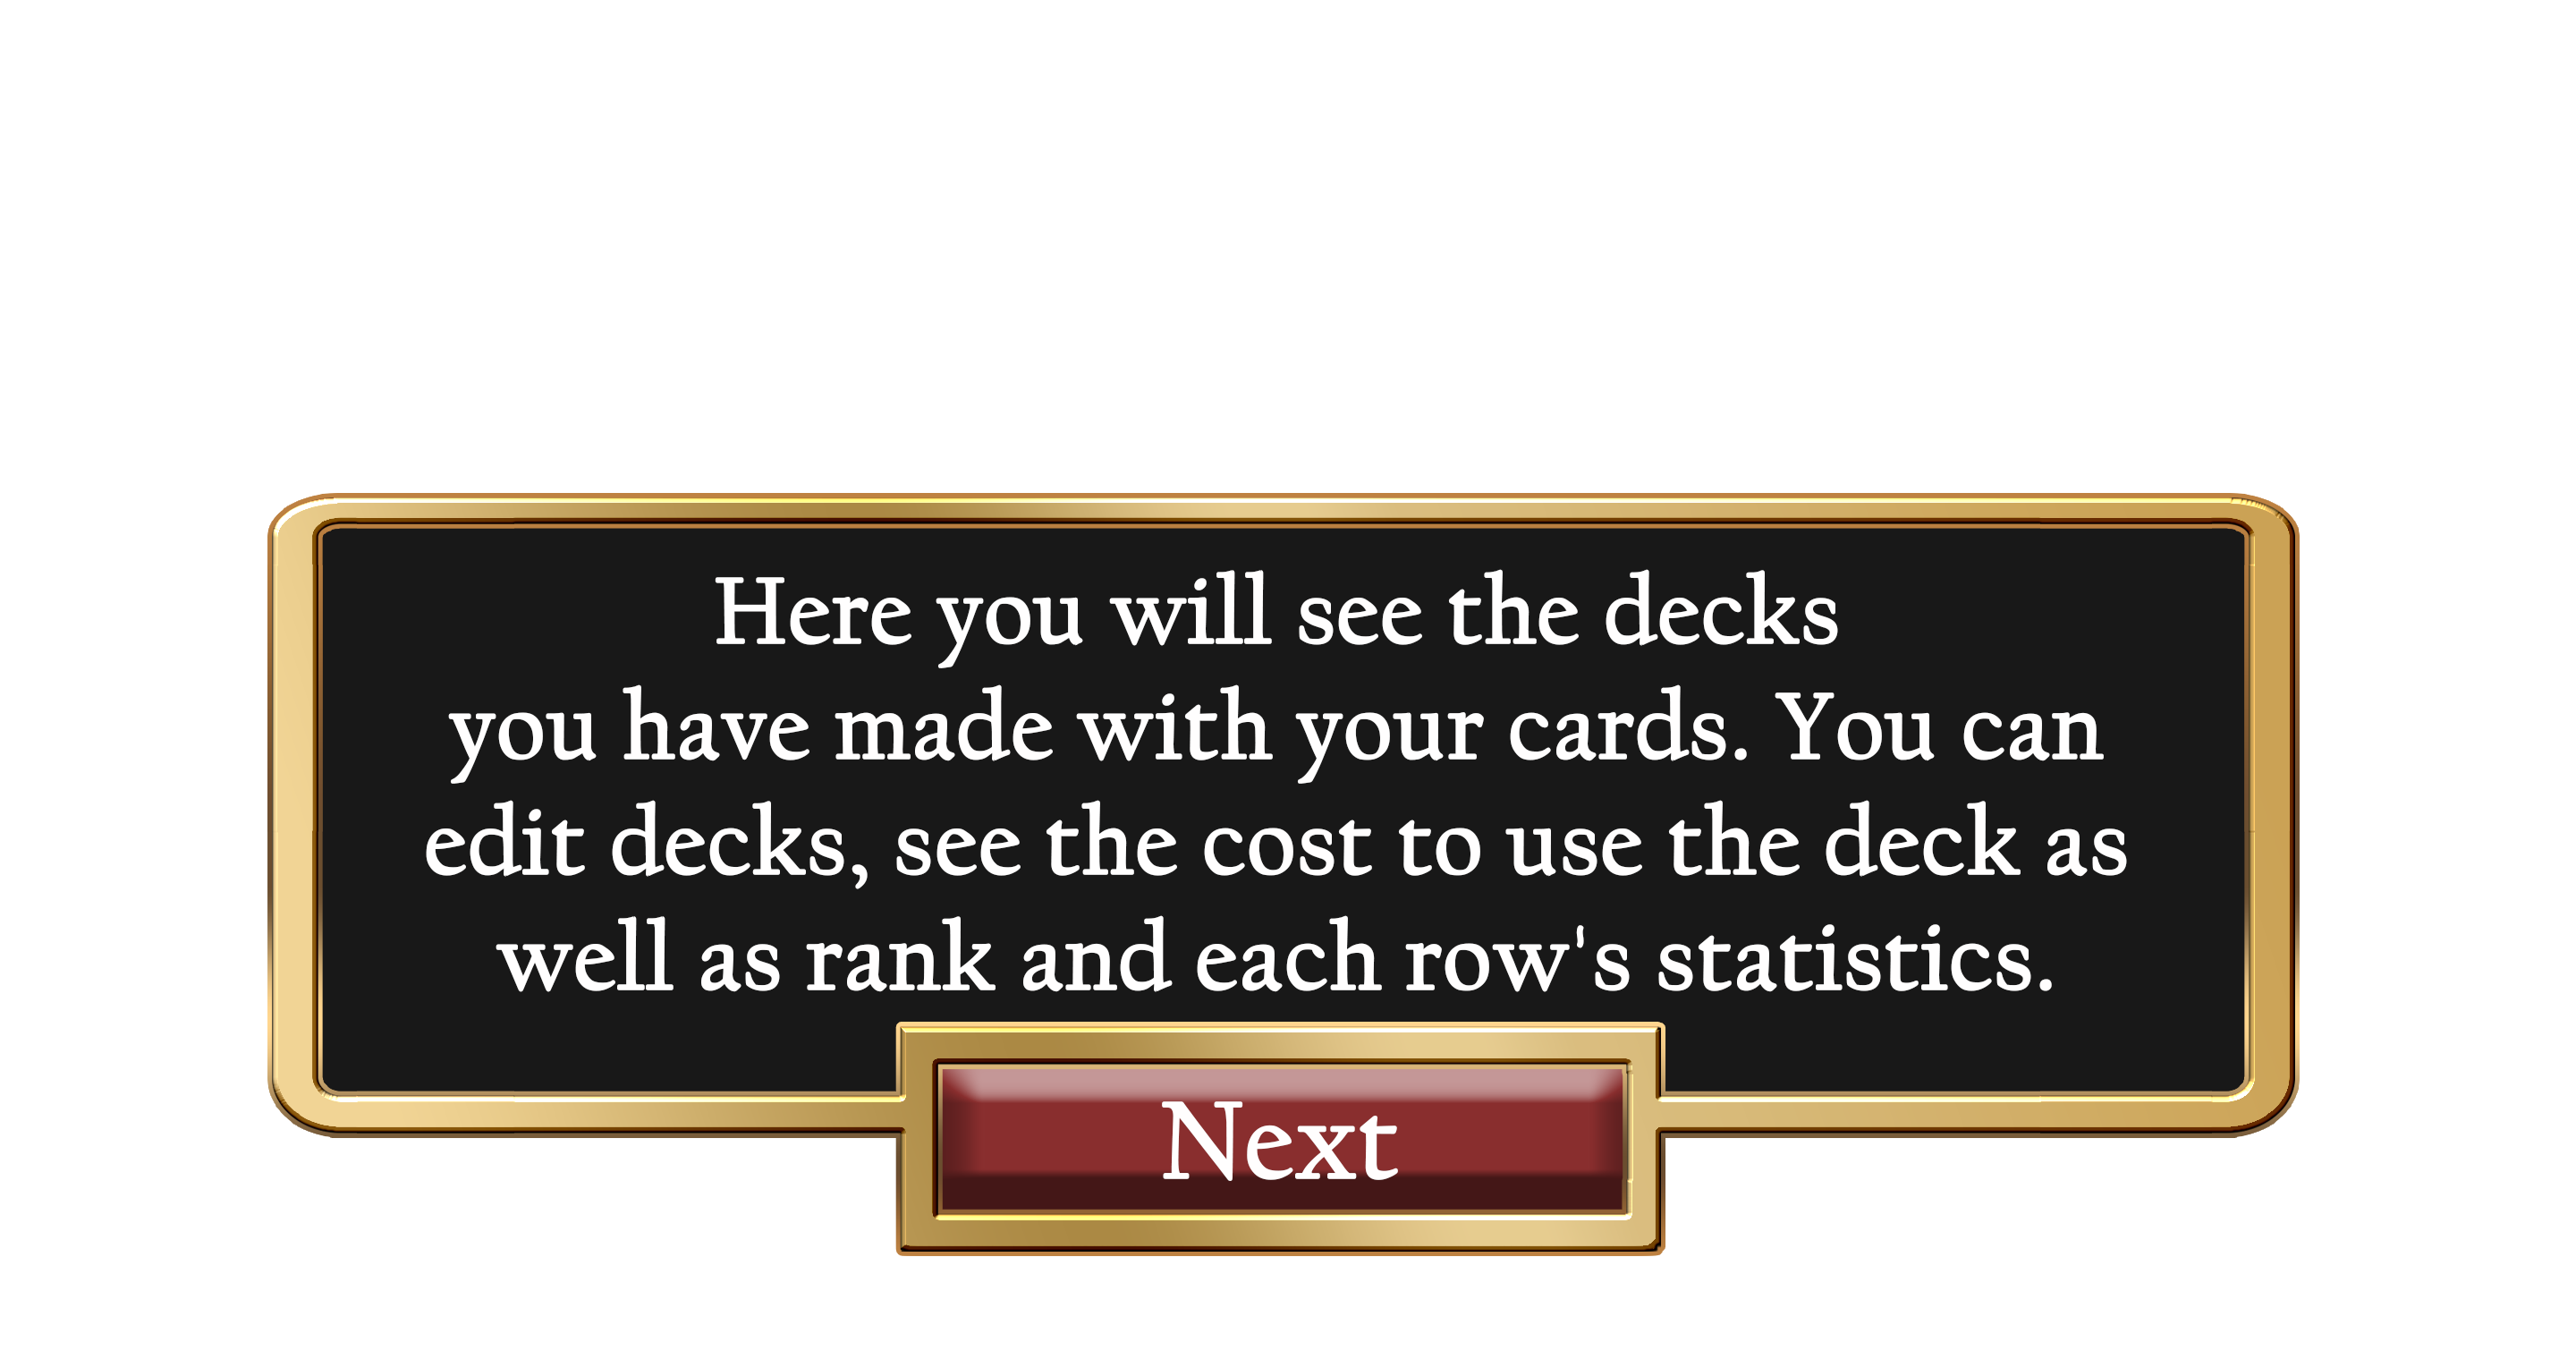 Here you will see the decks
you have made with your cards. You can
edit decks, see the cost to use the deck as
well as rank and each row's statistics.
Next